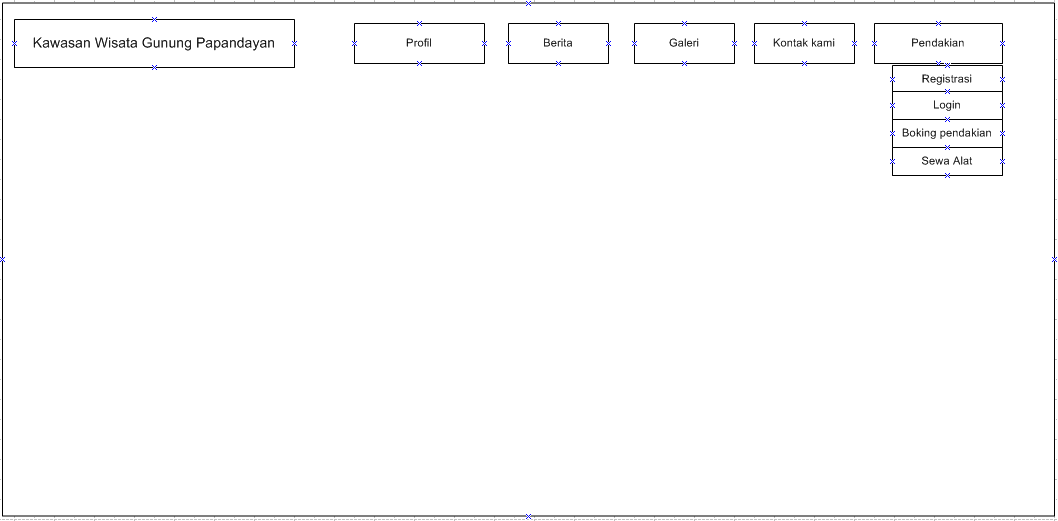 Kawasan Wisata Gunung Papandayan
Profil
Berita
Galeri
Kontak kami
Pendakian
Registrasi
Login
Boking pendakian
Sewa Alat